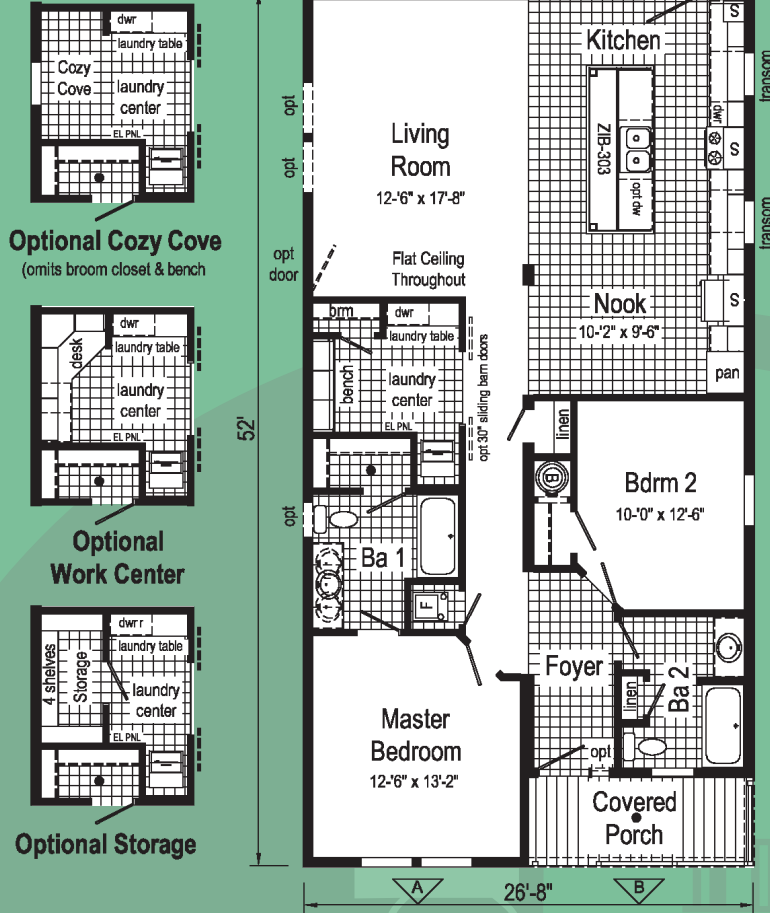 dwr
laundry table
Cozy
Cove
laundry
center
EL PNL
Optional Cozy Cove
(omits broom closet & bench
dwr
laundry table
desk
laundry
center
EL PNL
Optional
Work Center
dwr r
laundry table
4 shelves
Storage
laundry
center
EL PNL
Optional Storage
52'
opt
opt
opt
door
opt
Living
Room
12-'6" x 17'-8"
Flat Ceiling
Throughout
Kitchen
ZIB-303
opt dw
S
transom
dwr
S
transom
S
Nook
10-'2" x 9'-6"
pan
brm
dwr
laundry table
bench
laundry
center
EL PNL
opt 30" sliding barn doors
linen
B
Bdrm 2
10-'0" x 12'-6"
Ba 1
F
Foyer
linen
Ba 2
opt
Master
Bedroom
12-'6" x 13'-2"
Covered
Porch
A
26'-8"
B